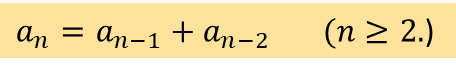 aₙ = aₙ₋₁ + aₙ₋₂ (n ≥ 2.)